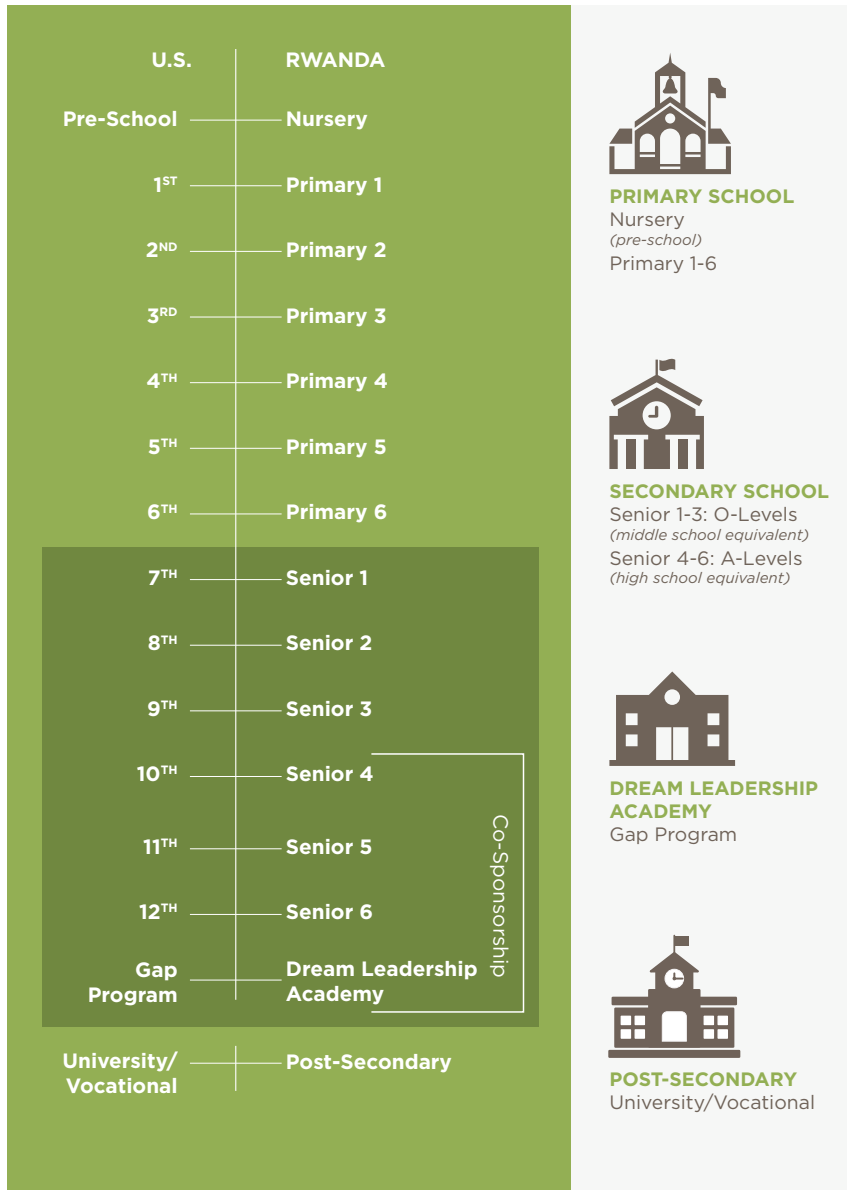 U.S. RWANDA
Pre-School Nursery
1ST Primary 1
2ND Primary 2
3RD Primary 3
4TH Primary 4
5TH Primary 5
6TH Primary 6
7TH Senior 1
8TH Senior 2
9TH Senior 3
10TH Senior 4
11TH Senior 5
12TH Senior 6
Gap Dream Leadership
Program Academy
Co-Sponsorship
University/ Post-Secondary
Vocational
PRIMARY SCHOOL
Nursery
(pre-school)
Primary 1-6
SECONDARY SCHOOL
Senior 1-3: O-Levels
(middle school equivalent)
Senior 4-6: A-Levels
(high school equivalent)
DREAM LEADERSHIP
ACADEMY
Gap Program
POST-SECONDARY
University/Vocational